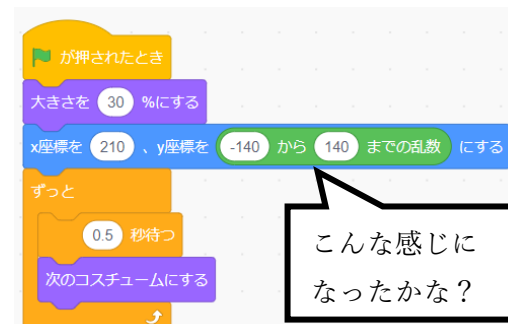 が押されたとき
大きさを 30 %にする
x座標を 210 、y座標を -140 から 140 までの乱数 にする
ずっと
0.5 秒待つ
次のコスチュームにする
こんな感じに
なったかな？